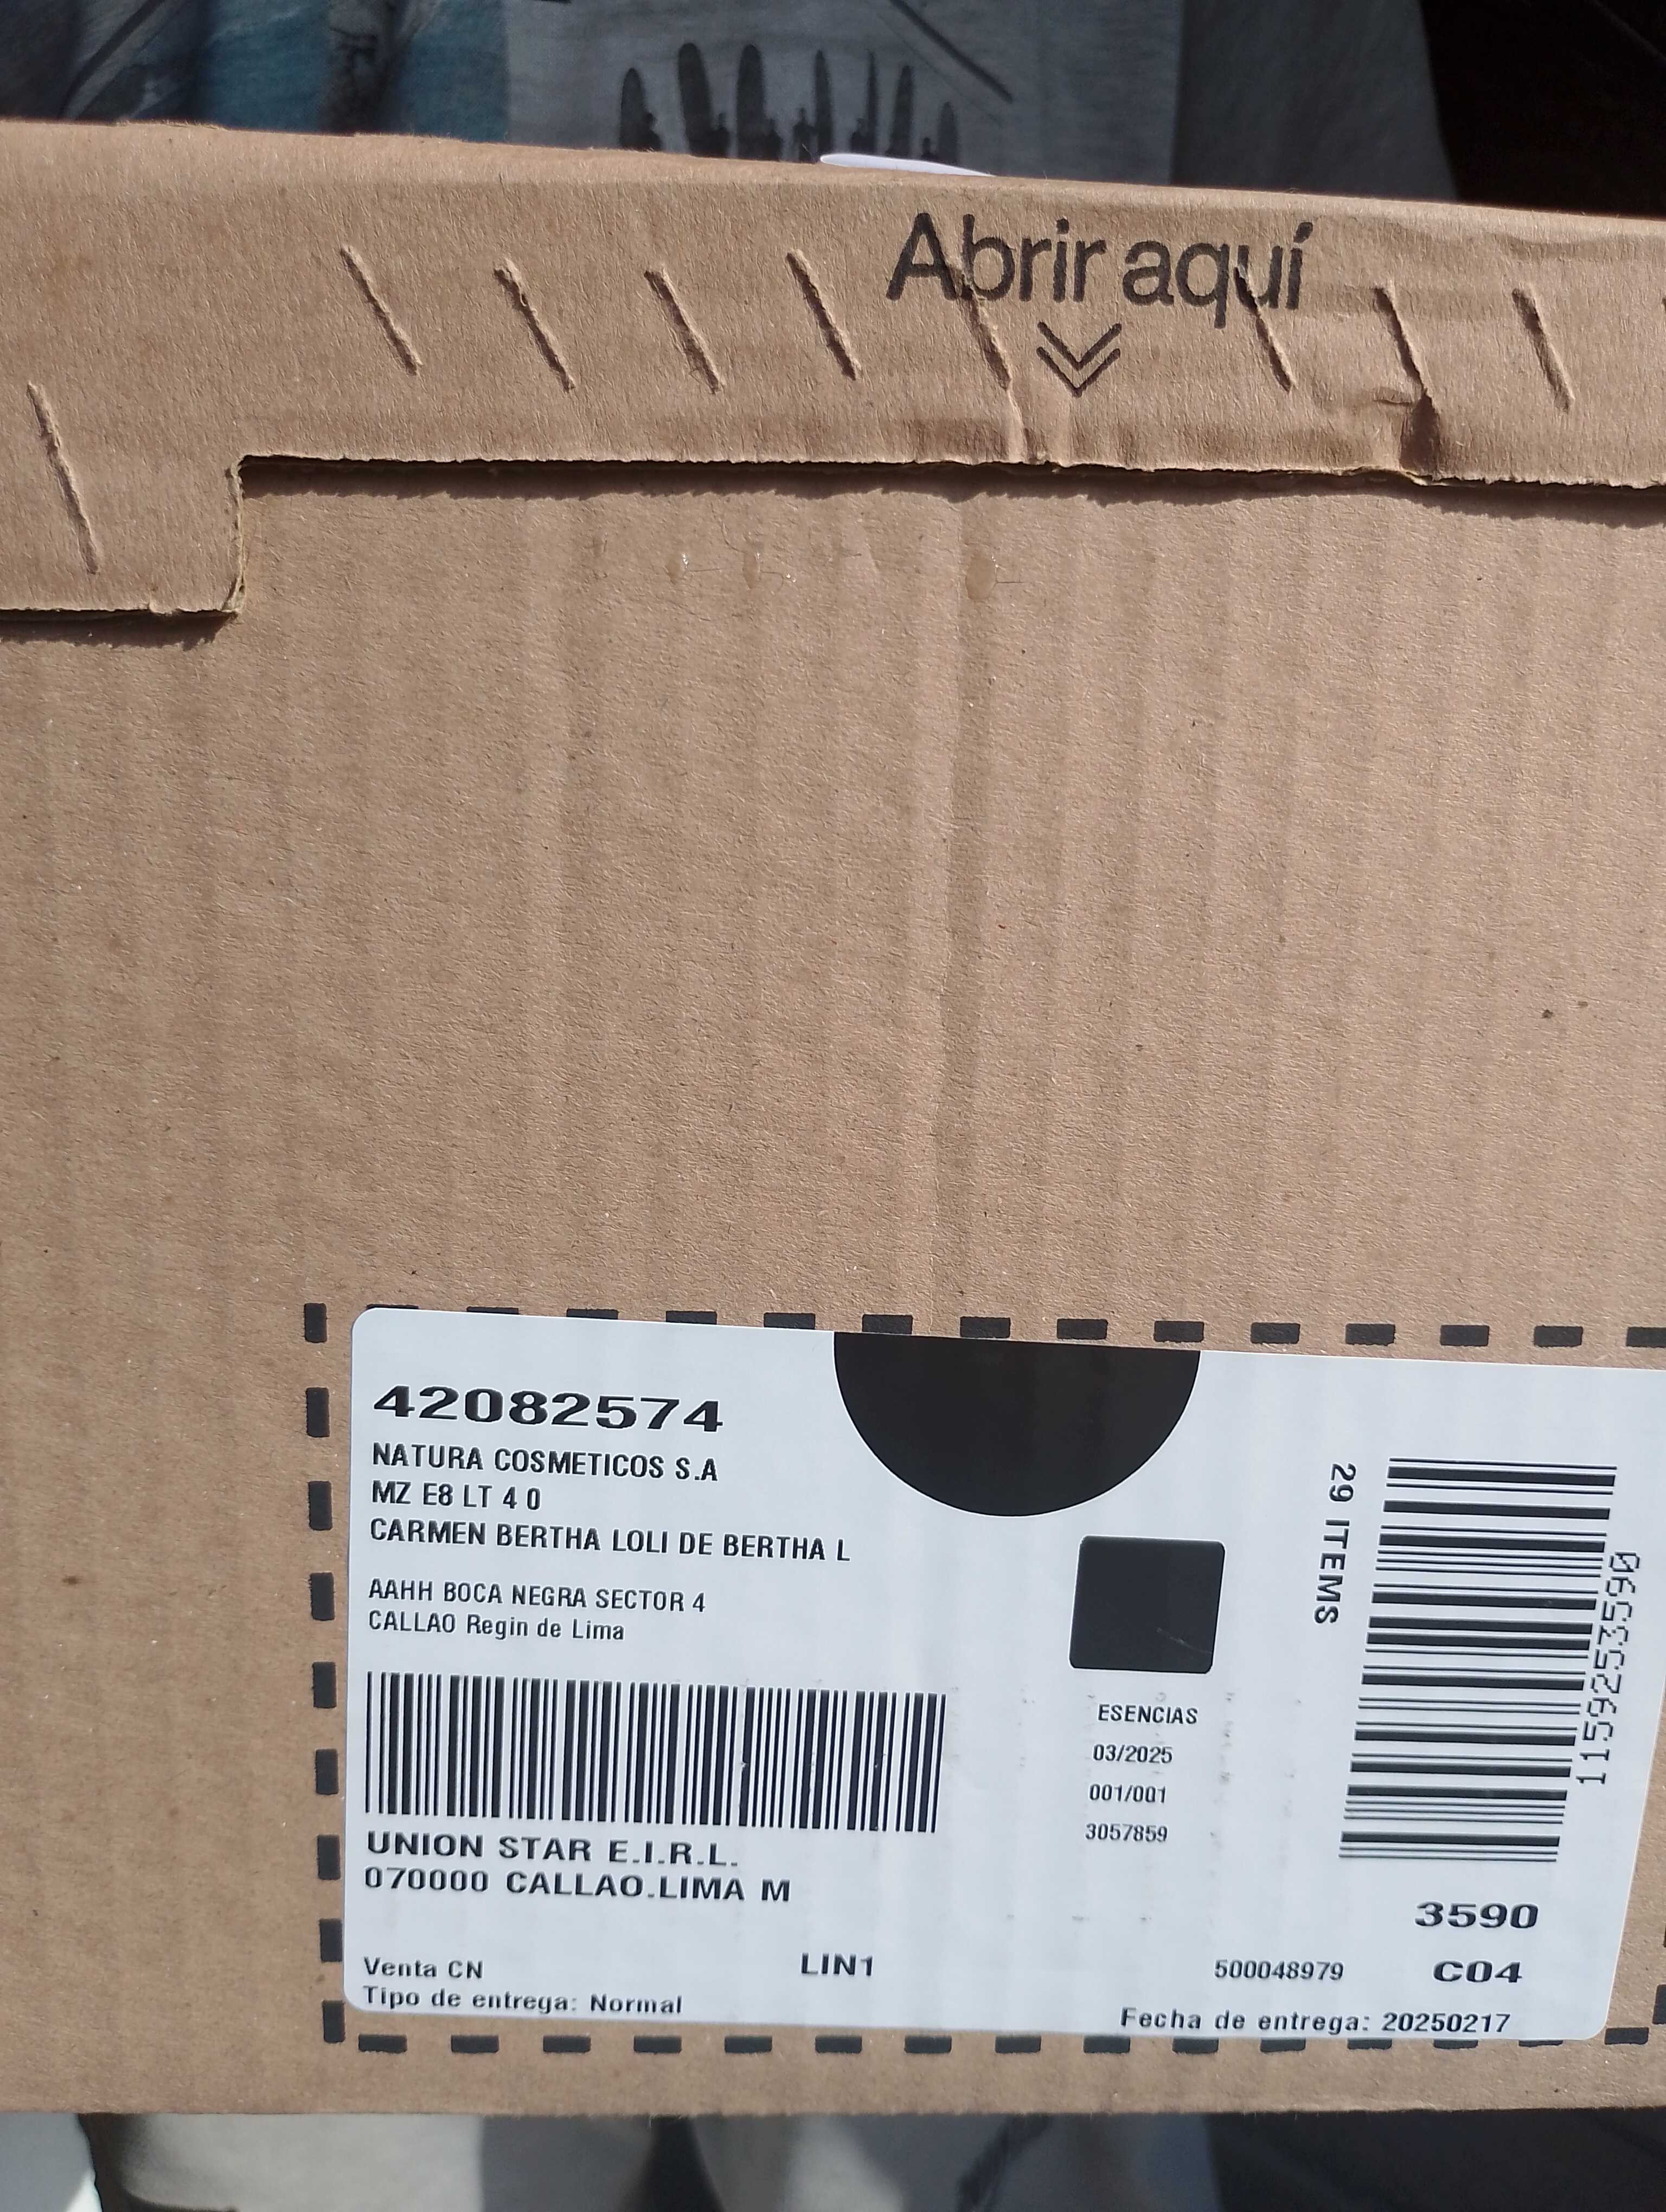 Abrir aquí
42082574
NATURA COSMETICOS S.A
MZ E8 LT 4 0
CARMEN BERTHA LOLI DE BERTHA L
AAHH BOCA NEGRA SECTOR 4
CALLAO Regin de Lima
UNION STAR E.I.R.L.
070000 CALLAO.LIMA M
Venta CN
LIN1
Tipo de entrega: Normal
ESENCIAS
03/2025
001/001
3057859
29 ITEMS
115925335690
3590
500048979
C04
Fecha de entrega: 20250217